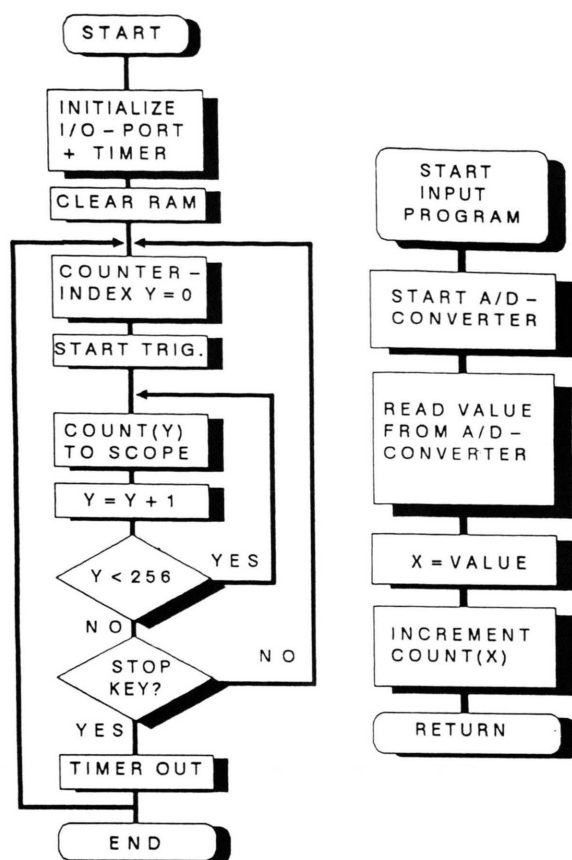 START
INITIALIZE
I/O-PORT
+ TIMER
CLEAR RAM
COUNTER-
INDEX Y=0
START TRIG.
COUNT(Y)
TO SCOPE
Y=Y+1
Y<256
YES
NO
STOP
KEY?
NO
YES
TIMER OUT
END
START
INPUT
PROGRAM
START A/D-
CONVERTER
READ VALUE
FROM A/D-
CONVERTER
X=VALUE
INCREMENT
COUNT(X)
RETURN